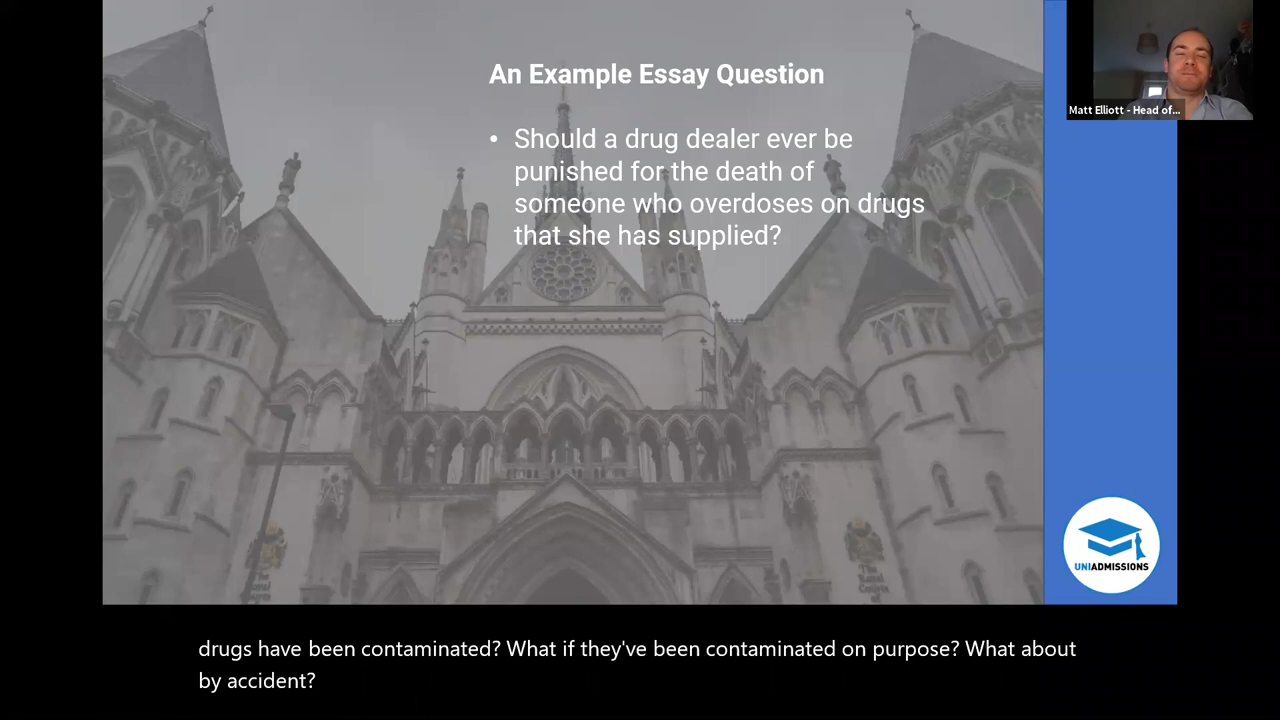 An Example Essay Question
• Should a drug dealer ever be
punished for the death of
someone who overdoses on drugs
that she has supplied?
Matt Elliott - Head of...
UNIADMISSIONS
drugs have been contaminated? What if they've been contaminated on purpose? What about
by accident?